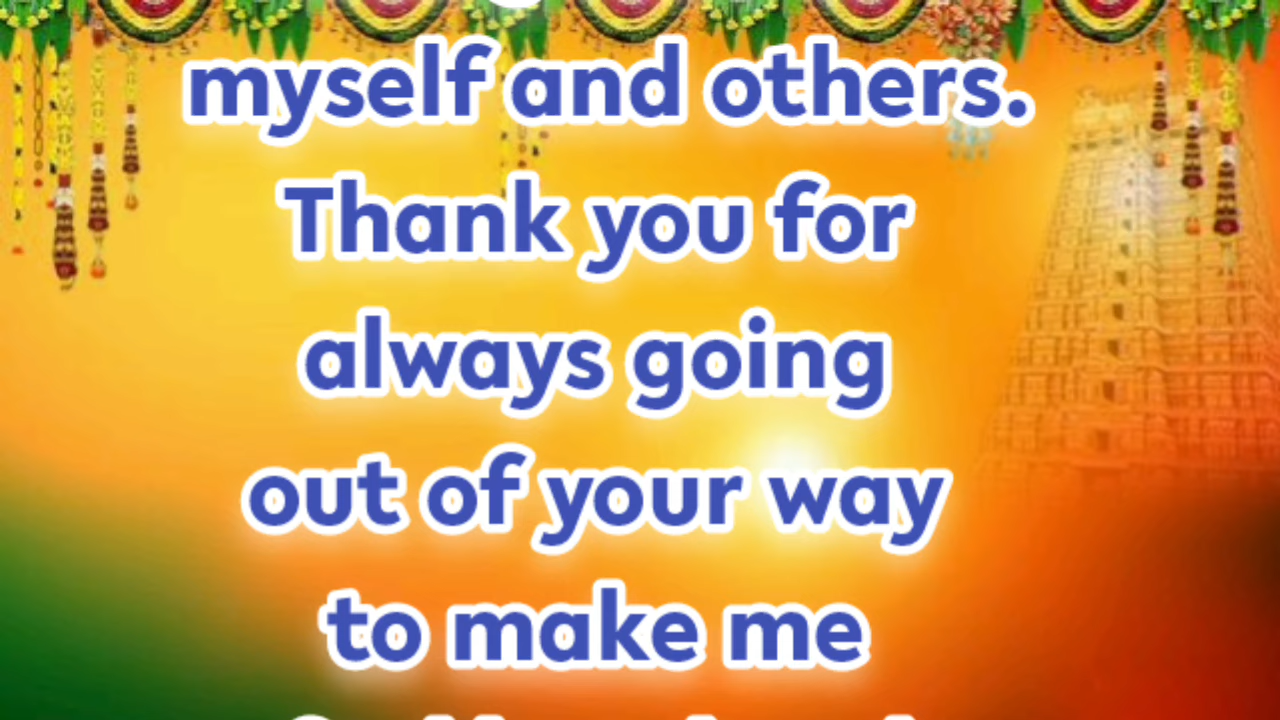 myself and others.
Thank you for
always going
out of your way
to make me